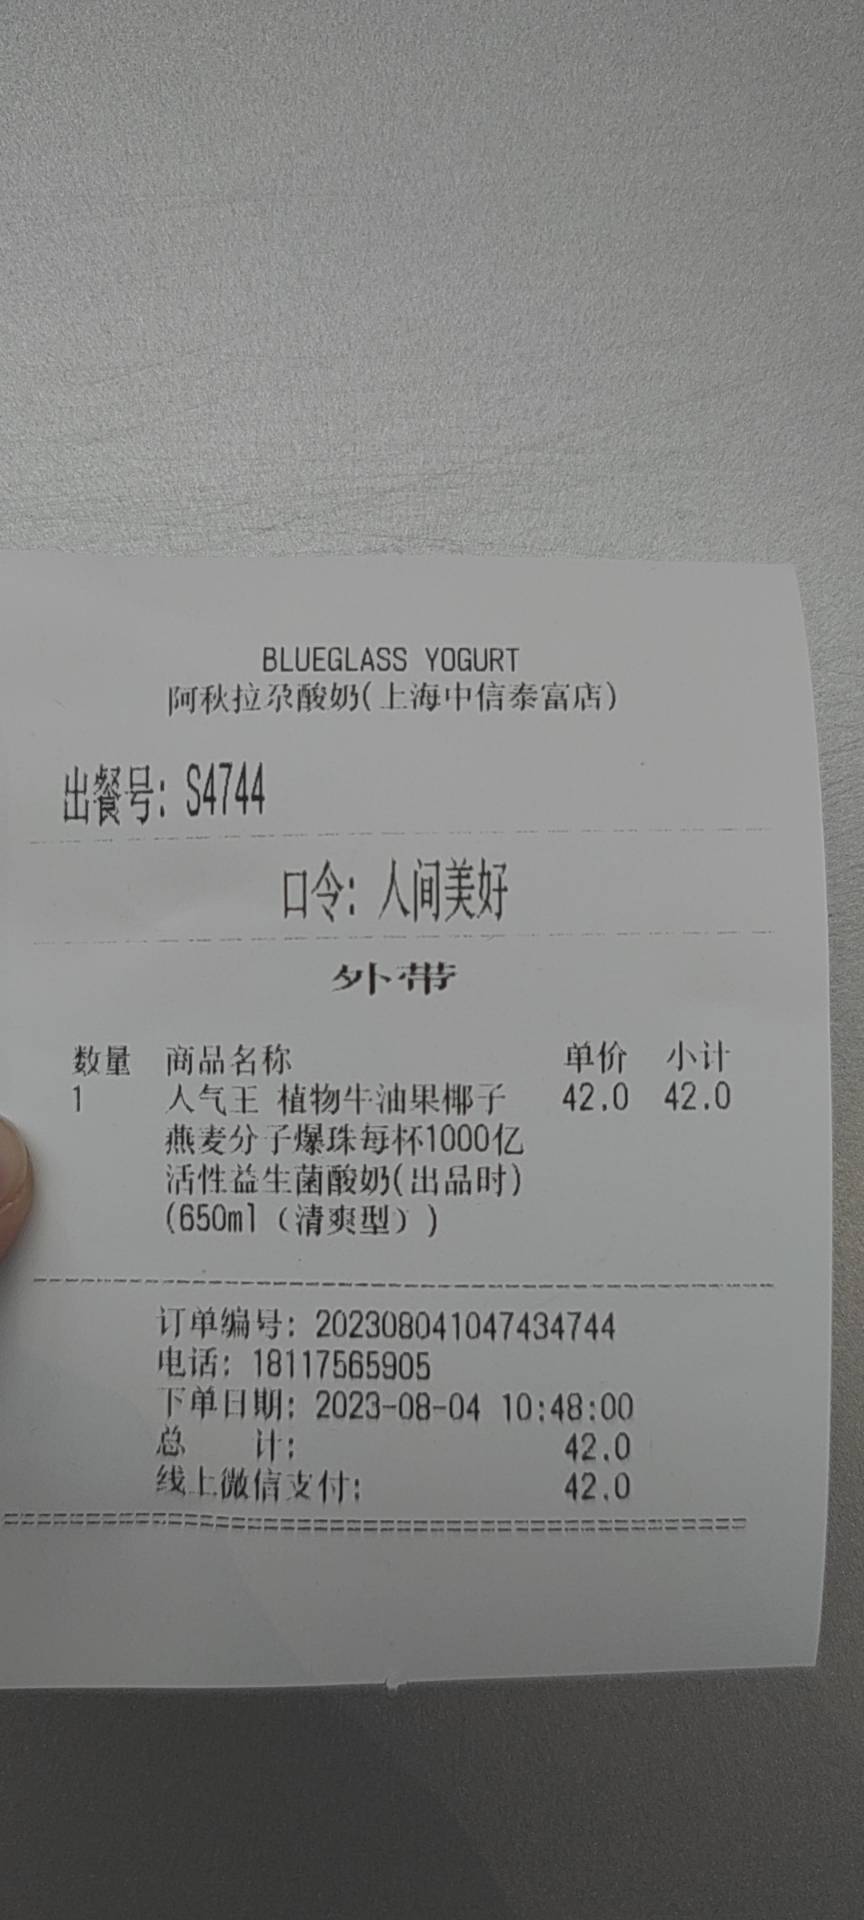 BLUEGLASS YOGURT
阿秋拉尕酸奶(上海中信泰富店)
出餐号: S4744
口令: 人间美好
外带
数量 商品名称 单价 小计
1 人气王 植物牛油果椰子 42.0 42.0
燕麦分子爆珠每杯1000亿
活性益生菌酸奶(出品时)
(650ml（清爽型）)
订单编号: 202308041047434744
电话: 18117565905
下单日期: 2023-08-04 10:48:00
总 计: 42.0
线上微信支付: 42.0